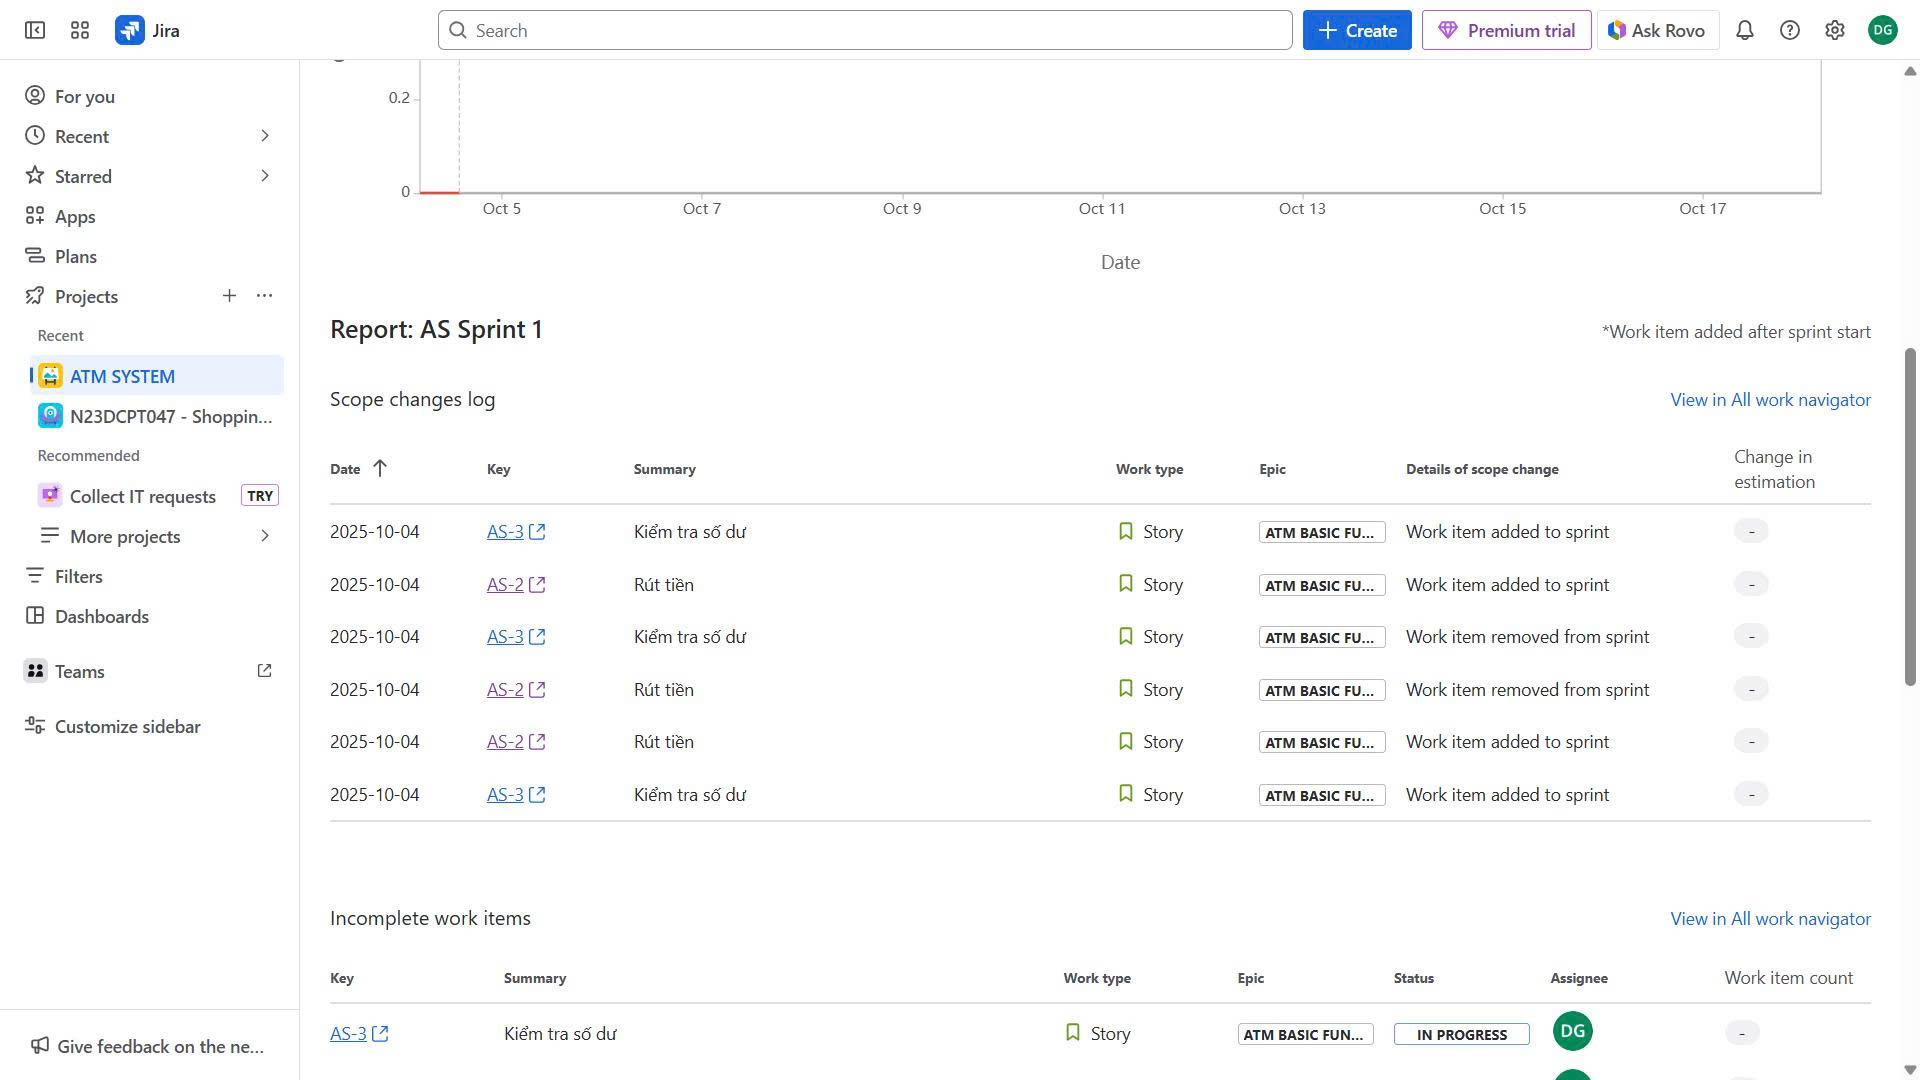 Jira
Search
Create
Premium trial
Ask Rovo
DG
For you
Recent
Starred
Apps
Plans
Projects
Recent
ATM SYSTEM
N23DCPT047 - Shoppin...
Recommended
Collect IT requests TRY
More projects
Filters
Dashboards
Teams
Customize sidebar
Give feedback on the ne...
0.2
0
Oct 5 Oct 7 Oct 9 Oct 11 Oct 13 Oct 15 Oct 17
Date
Report: AS Sprint 1
*Work item added after sprint start
Scope changes log
View in All work navigator
Date Key Summary Work type Epic Details of scope change Change in
estimation
2025-10-04 AS-3 Kiểm tra số dư Story ATM BASIC FU... Work item added to sprint -
2025-10-04 AS-2 Rút tiền Story ATM BASIC FU... Work item added to sprint -
2025-10-04 AS-3 Kiểm tra số dư Story ATM BASIC FU... Work item removed from sprint -
2025-10-04 AS-2 Rút tiền Story ATM BASIC FU... Work item removed from sprint -
2025-10-04 AS-2 Rút tiền Story ATM BASIC FU... Work item added to sprint -
2025-10-04 AS-3 Kiểm tra số dư Story ATM BASIC FU... Work item added to sprint -
Incomplete work items
View in All work navigator
Key Summary Work type Epic Status Assignee Work item count
AS-3 Kiểm tra số dư Story ATM BASIC FUN... IN PROGRESS DG -